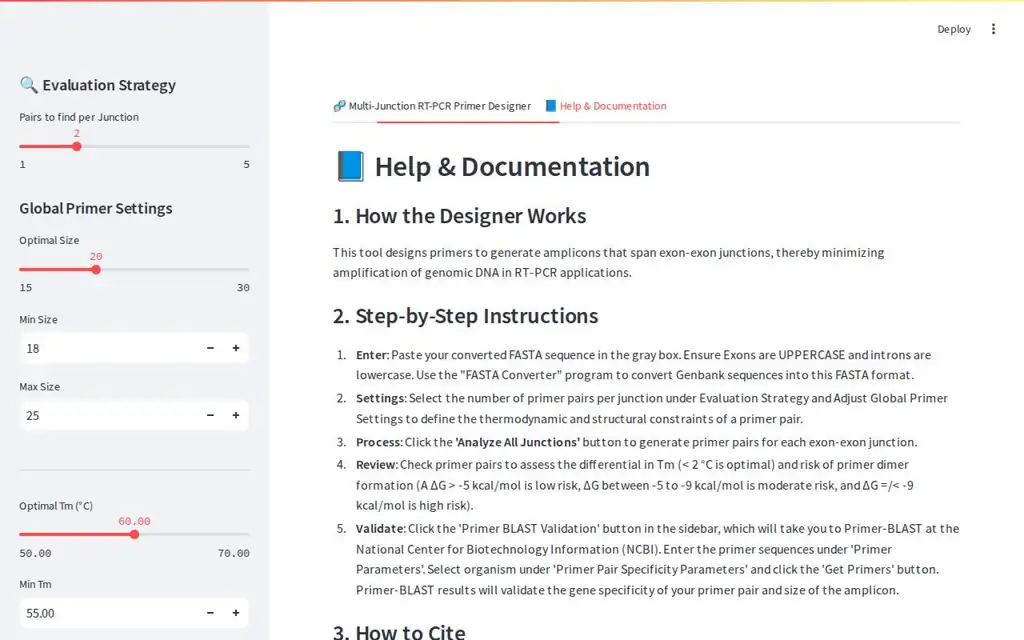 Deploy
🔍 Evaluation Strategy
Pairs to find per Junction
2
1 5
Global Primer Settings
Optimal Size
20
15 30
Min Size
18 - +
Max Size
25 - +
Optimal Tm (°C)
60.00
50.00 70.00
Min Tm
55.00 - +
🧬 Multi-Junction RT-PCR Primer Designer 📘 Help & Documentation
📘 Help & Documentation
1. How the Designer Works
This tool designs primers to generate amplicons that span exon-exon junctions, thereby minimizing
amplification of genomic DNA in RT-PCR applications.
2. Step-by-Step Instructions
1. Enter: Paste your converted FASTA sequence in the gray box. Ensure Exons are UPPERCASE and introns are
lowercase. Use the "FASTA Converter" program to convert Genbank sequences into this FASTA format.
2. Settings: Select the number of primer pairs per junction under Evaluation Strategy and Adjust Global Primer
Settings to define the thermodynamic and structural constraints of a primer pair.
3. Process: Click the 'Analyze All Junctions' button to generate primer pairs for each exon-exon junction.
4. Review: Check primer pairs to assess the differential in Tm (< 2 °C is optimal) and risk of primer dimer
formation (A ΔG > -5 kcal/mol is low risk, ΔG between -5 to -9 kcal/mol is moderate risk, and ΔG =/< -9
kcal/mol is high risk).
5. Validate: Click the 'Primer BLAST Validation' button in the sidebar, which will take you to Primer-BLAST at the
National Center for Biotechnology Information (NCBI). Enter the primer sequences under 'Primer
Parameters'. Select organism under 'Primer Pair Specificity Parameters' and click the 'Get Primers' button.
Primer-BLAST results will validate the gene specificity of your primer pair and size of the amplicon.
3. How to Cite